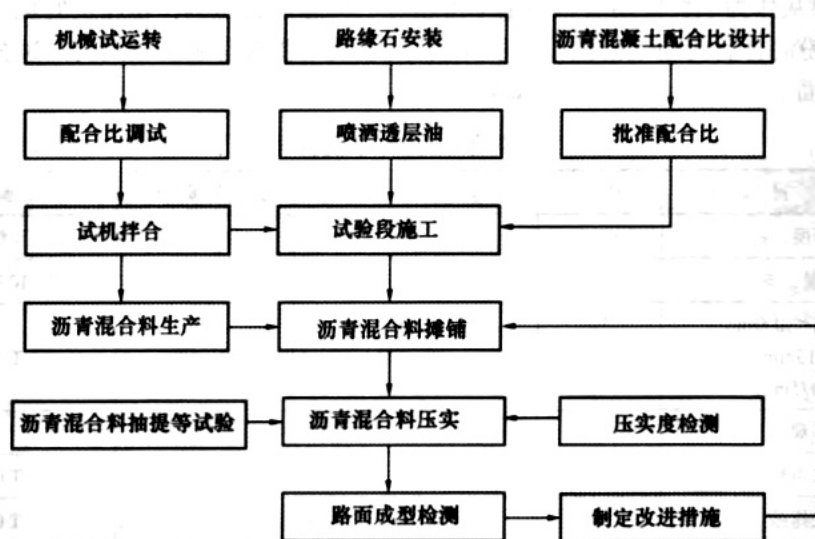 机械试运转
路缘石安装
沥青混凝土配合比设计
配合比调试
喷洒透层油
批准配合比
试机拌合
试验段施工
沥青混合料生产
沥青混合料摊铺
沥青混合料抽提等试验
沥青混合料压实
压实度检测
路面成型检测
制定改进措施